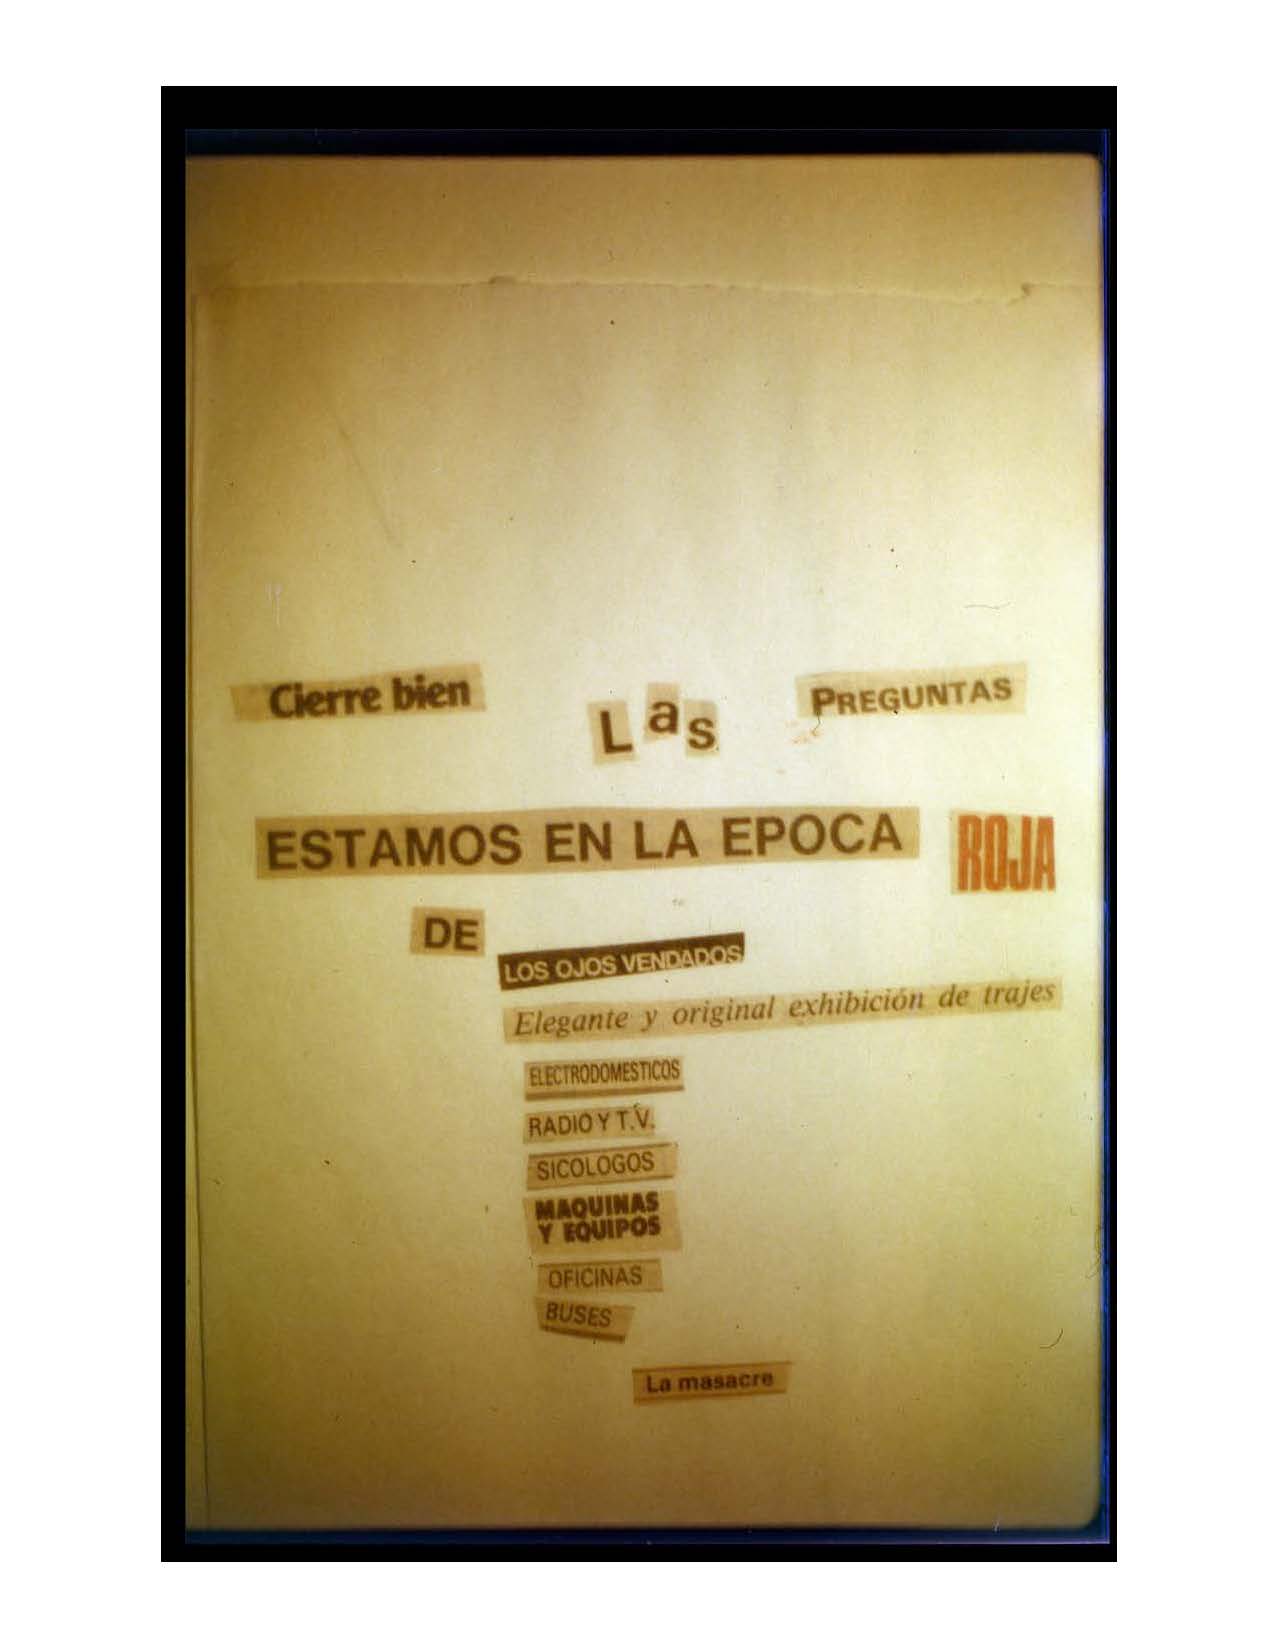 Cierre bien Las PREGUNTAS
ESTAMOS EN LA EPOCA ROJA
DE
LOS OJOS VENDADOS
Elegante y original exhibición de trajes
ELECTRODOMESTICOS
RADIO Y T.V.
SICOLOGOS
MAQUINAS
Y EQUIPOS
OFICINAS
BUSES
La masacre